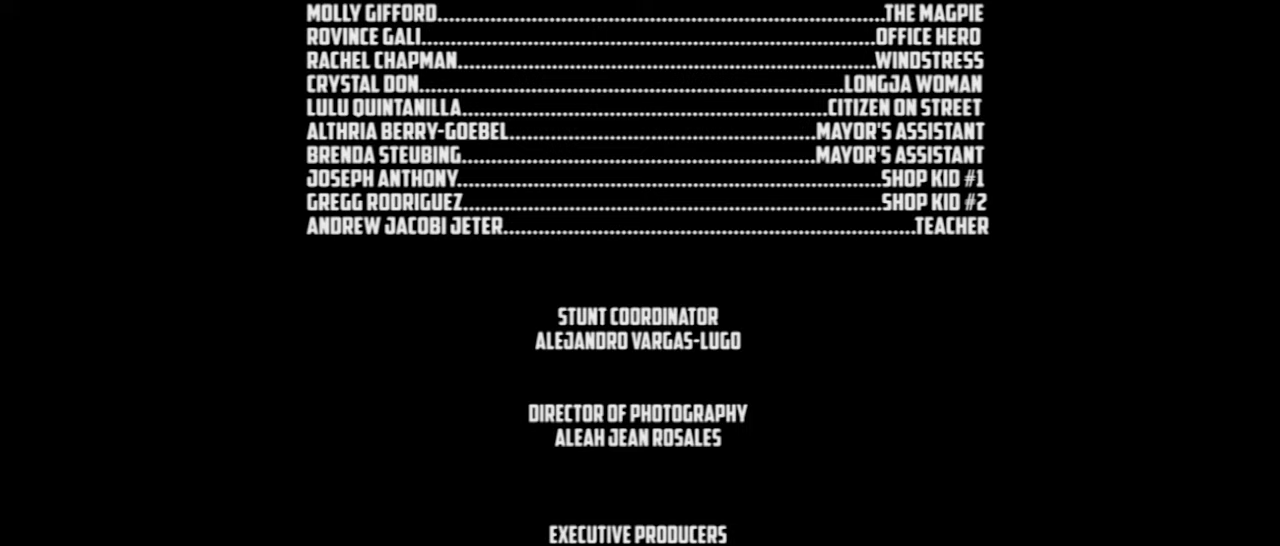 MOLLY GIFFORD............THE MAGPIE
ROVINCE GALI............OFFICE HERO
RACHEL CHAPMAN............WINDSTRESS
CRYSTAL DON............LONGJA WOMAN
LULU QUINTANILLA............CITIZEN ON STREET
ALTHRIA BERRY-GOEBEL............MAYOR'S ASSISTANT
BRENDA STEUBING............MAYOR'S ASSISTANT
JOSEPH ANTHONY............SHOP KID #1
GREGG RODRIGUEZ............SHOP KID #2
ANDREW JACOBI JETER............TEACHER
STUNT COORDINATOR
ALEJANDRO VARGAS-LUGO
DIRECTOR OF PHOTOGRAPHY
ALEAH JEAN ROSALES
EXECUTIVE PRODUCERS